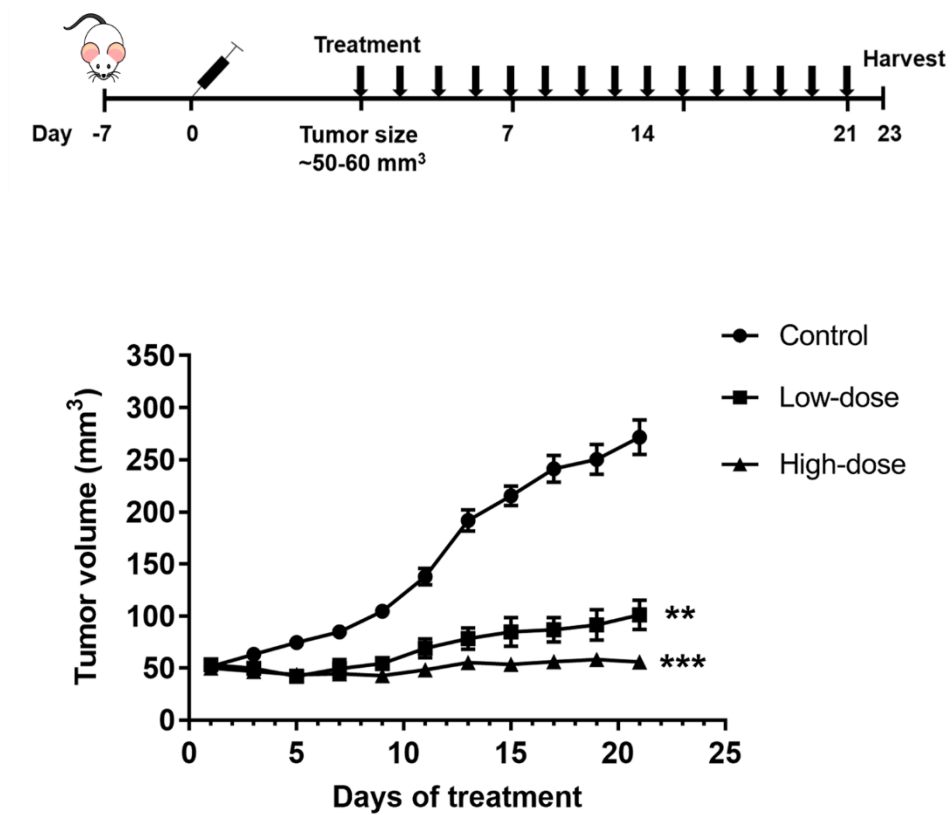 Treatment
Harvest
Day -7 0 Tumor size 7 14 21 23
~50-60 mm³
Control
Low-dose
High-dose
Tumor volume (mm³)
350
300
250
200
150
100
50
0
**
***
0 5 10 15 20 25
Days of treatment